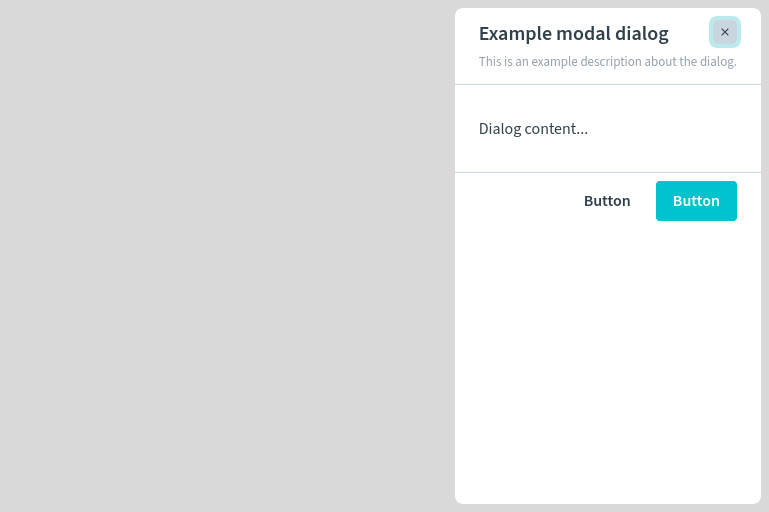 Example modal dialog
This is an example description about the dialog.
Dialog content...
Button
Button